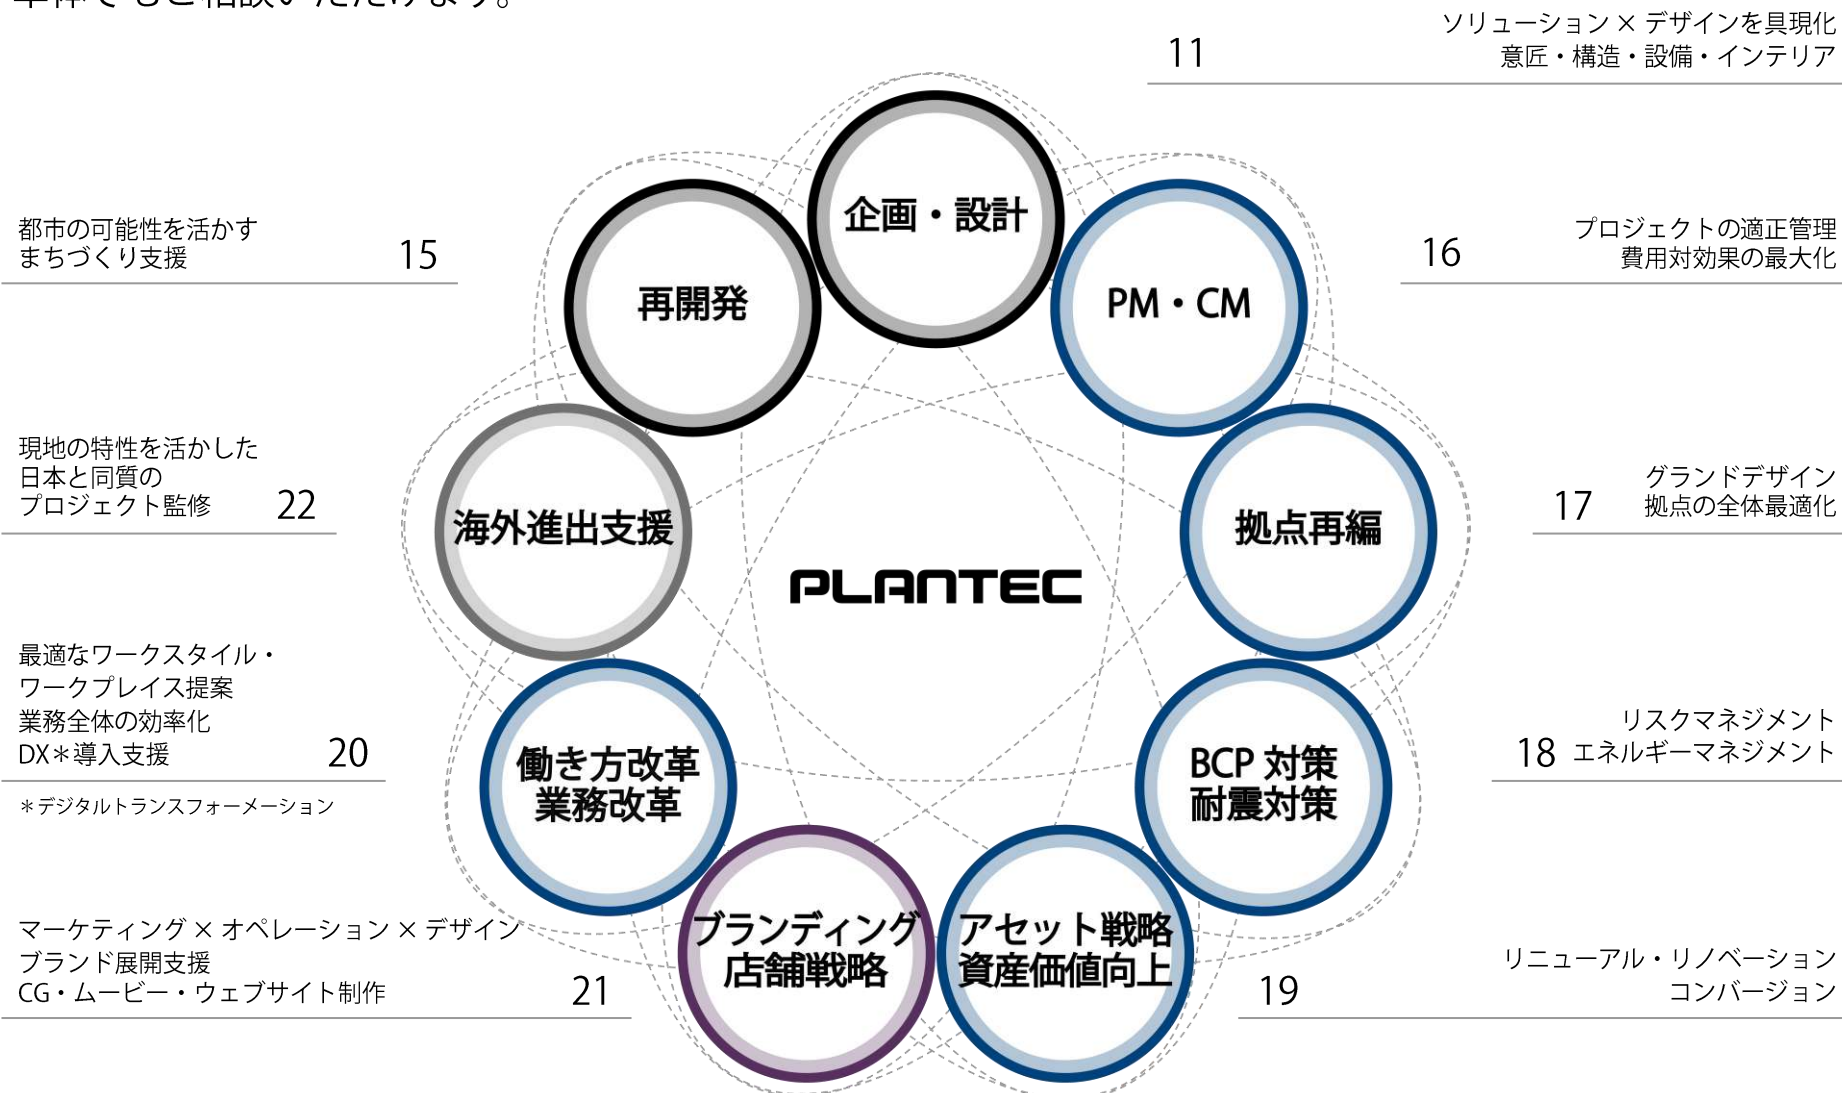 単体でもご相談いただけます。
11
ソリューション × デザインを具現化
意匠・構造・設備・インテリア
企画・設計
都市の可能性を活かす
まちづくり支援
15
再開発
PM・CM
16
プロジェクトの適正管理
費用対効果の最大化
現地の特性を活かした
日本と同質の
プロジェクト監修
22
海外進出支援
拠点再編
17
グランドデザイン
拠点の全体最適化
PLANTEC
最適なワークスタイル・
ワークプレイス提案
業務全体の効率化
DX＊導入支援
20
＊デジタルトランスフォーメーション
働き方改革
業務改革
BCP 対策
耐震対策
18
リスクマネジメント
エネルギーマネジメント
マーケティング × オペレーション × デザイン
ブランド展開支援
CG・ムービー・ウェブサイト制作
21
ブランディング
店舗戦略
アセット戦略
資産価値向上
19
リニューアル・リノベーション
コンバージョン